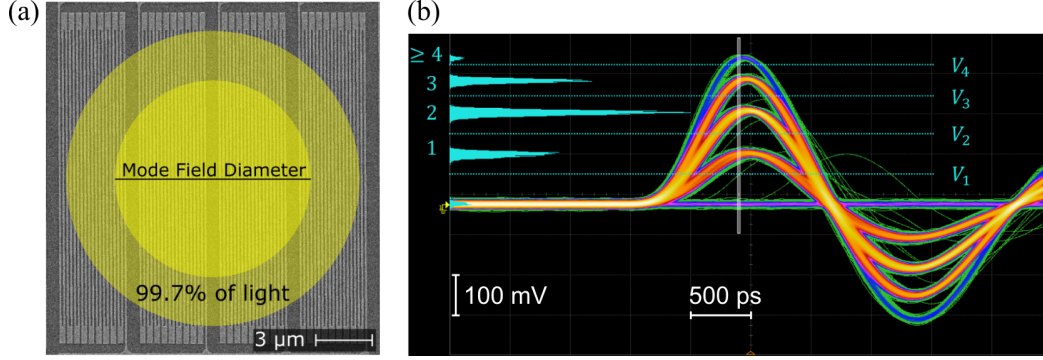 (a)
Mode Field Diameter
99.7% of light
3 μm
(b)
≥ 4
3
2
1
V₄
V₃
V₂
V₁
100 mV
500 ps